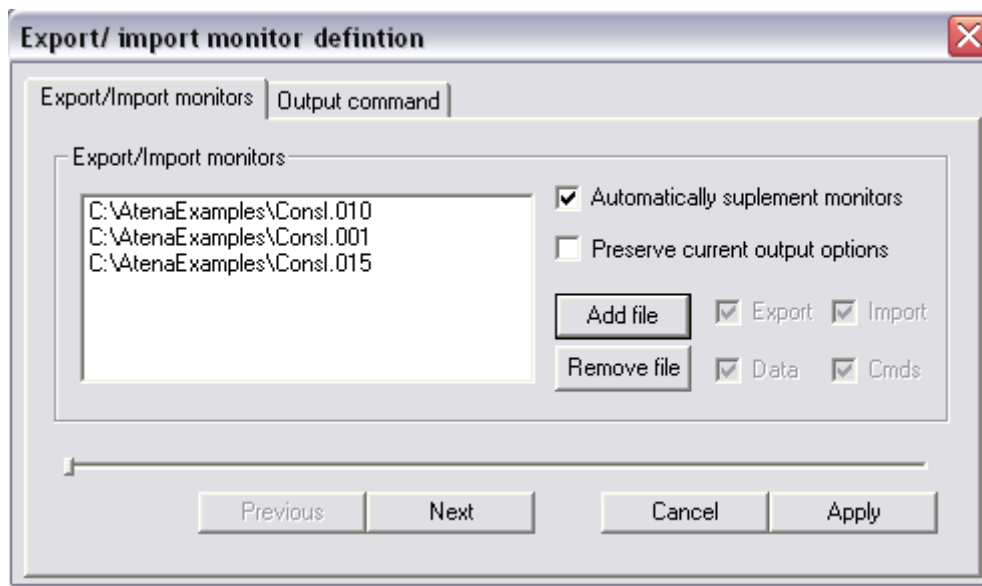 Export/ import monitor defintion
Export/Import monitors
Output command
Export/Import monitors
C:\AtenaExamples\Consl.010
C:\AtenaExamples\Consl.001
C:\AtenaExamples\Consl.015
Automatically suplement monitors
Preserve current output options
Add file
Export
Import
Remove file
Data
Cmds
Previous
Next
Cancel
Apply